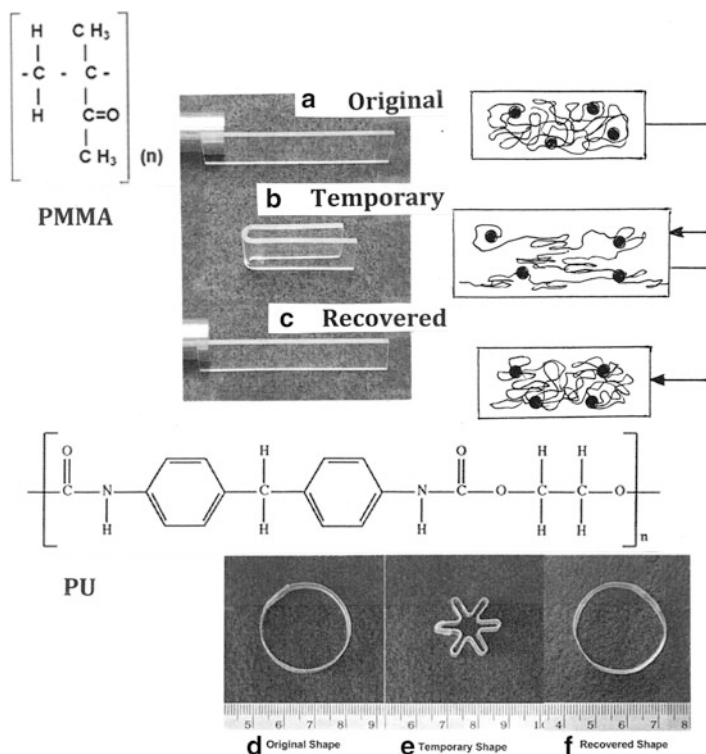 H CH3
- C - C -
H C=O
CH3
(n)
PMMA
a Original
b Temporary
c Recovered
O H O H H
C N C N C O C C O
H H H H H
n
PU
5 6 7 8 9
6 7 8 9 1
5 6 7 8
d Original Shape
e Temporary Shape
f Recovered Shape